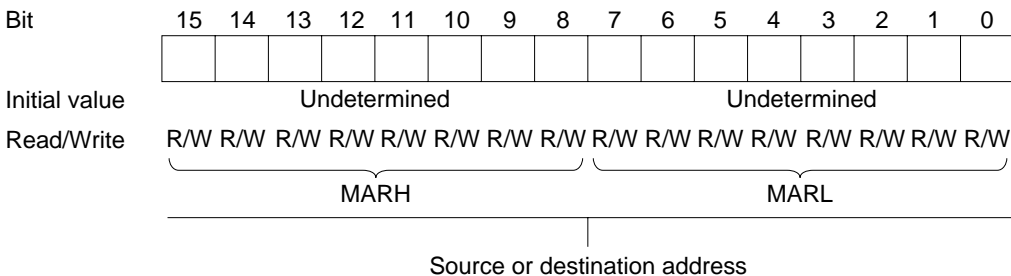 Bit 15 14 13 12 11 10 9 8 7 6 5 4 3 2 1 0
Initial value Undetermined Undetermined
Read/Write R/W R/W R/W R/W R/W R/W R/W R/W R/W R/W R/W R/W R/W R/W R/W R/W
MARH MARL
Source or destination address